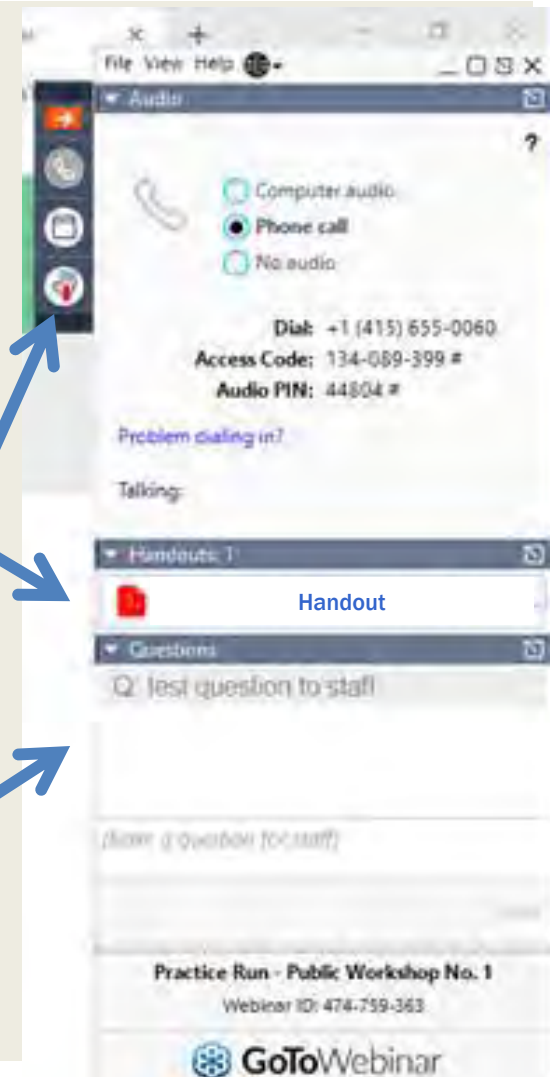 File View Help
Audio
?
Computer audio
Phone call
No audio
Dial: +1 (415) 655-0060
Access Code: 134-089-399 #
Audio PIN: 44804 #
Problem dialing in?
Talking:
Handouts: 1
Handout
Questions
Q: Test question to staff
[Enter a question for staff]
Practice Run - Public Workshop No. 1
Webinar ID: 474-759-363
GoToWebinar